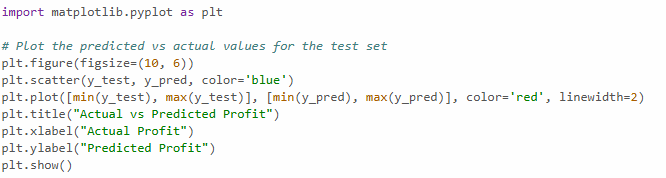 import matplotlib.pyplot as plt
# Plot the predicted vs actual values for the test set
plt.figure(figsize=(10, 6))
plt.scatter(y_test, y_pred, color='blue')
plt.plot([min(y_test), max(y_test)], [min(y_pred), max(y_pred)], color='red', linewidth=2)
plt.title("Actual vs Predicted Profit")
plt.xlabel("Actual Profit")
plt.ylabel("Predicted Profit")
plt.show()